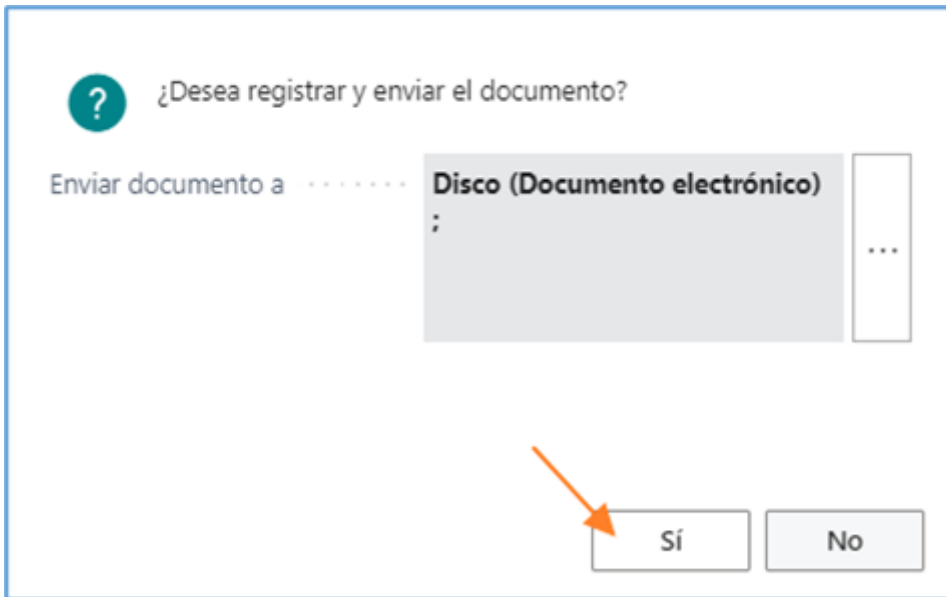 ?
¿Desea registrar y enviar el documento?
Enviar documento a ······· Disco (Documento electrónico)
;
...
Sí No